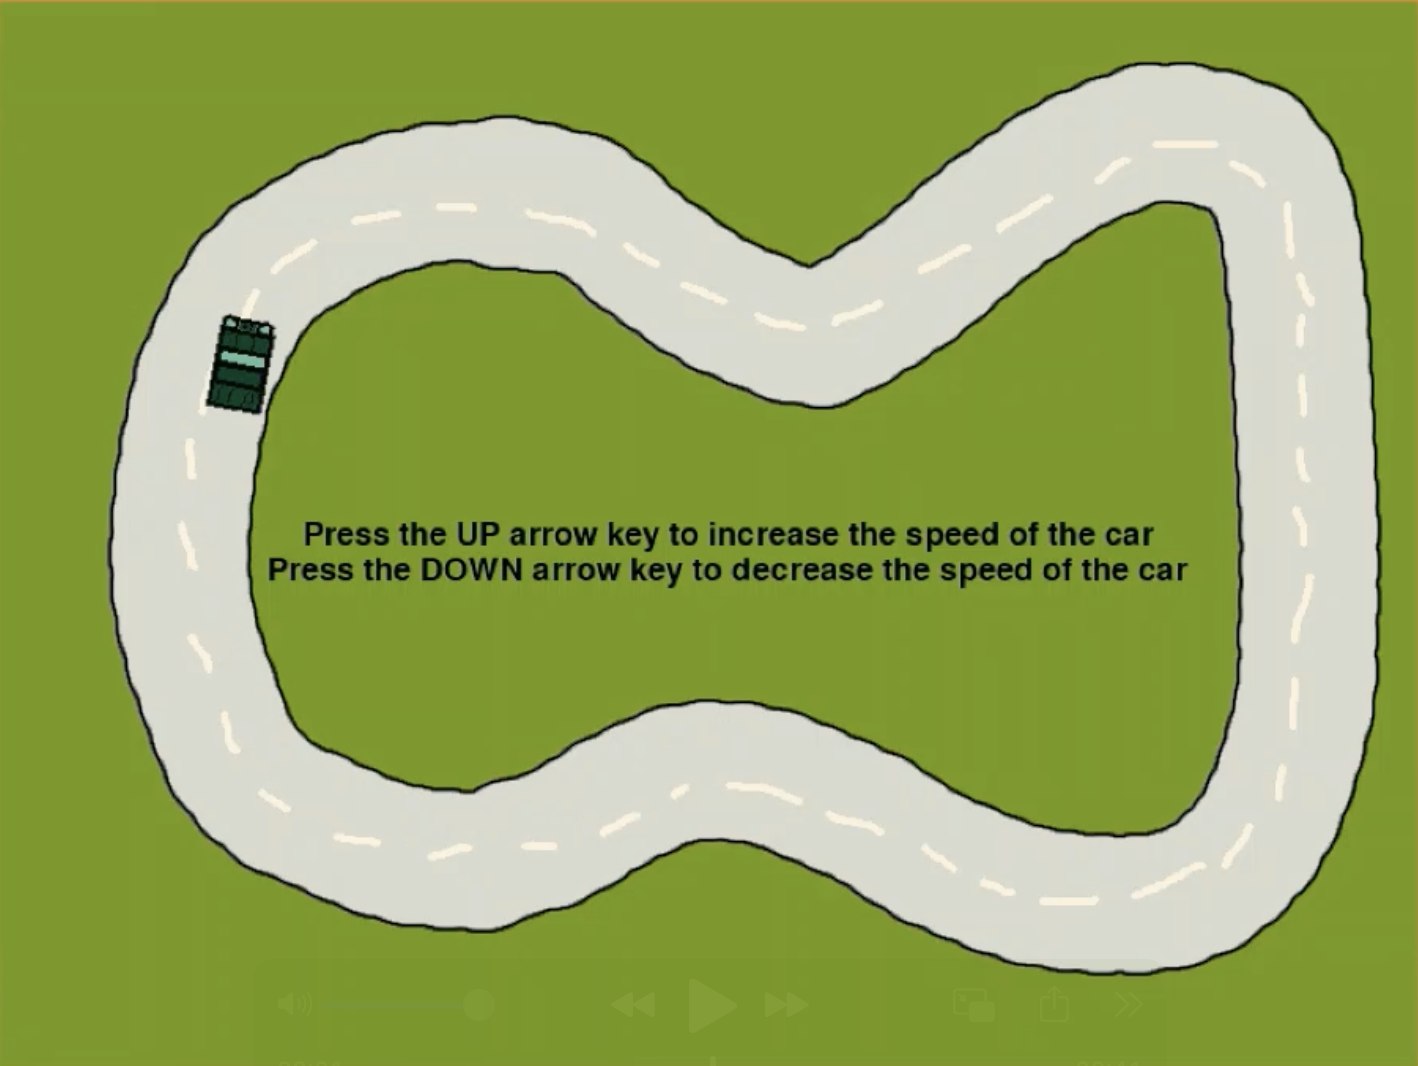 Press the UP arrow key to increase the speed of the car
Press the DOWN arrow key to decrease the speed of the car